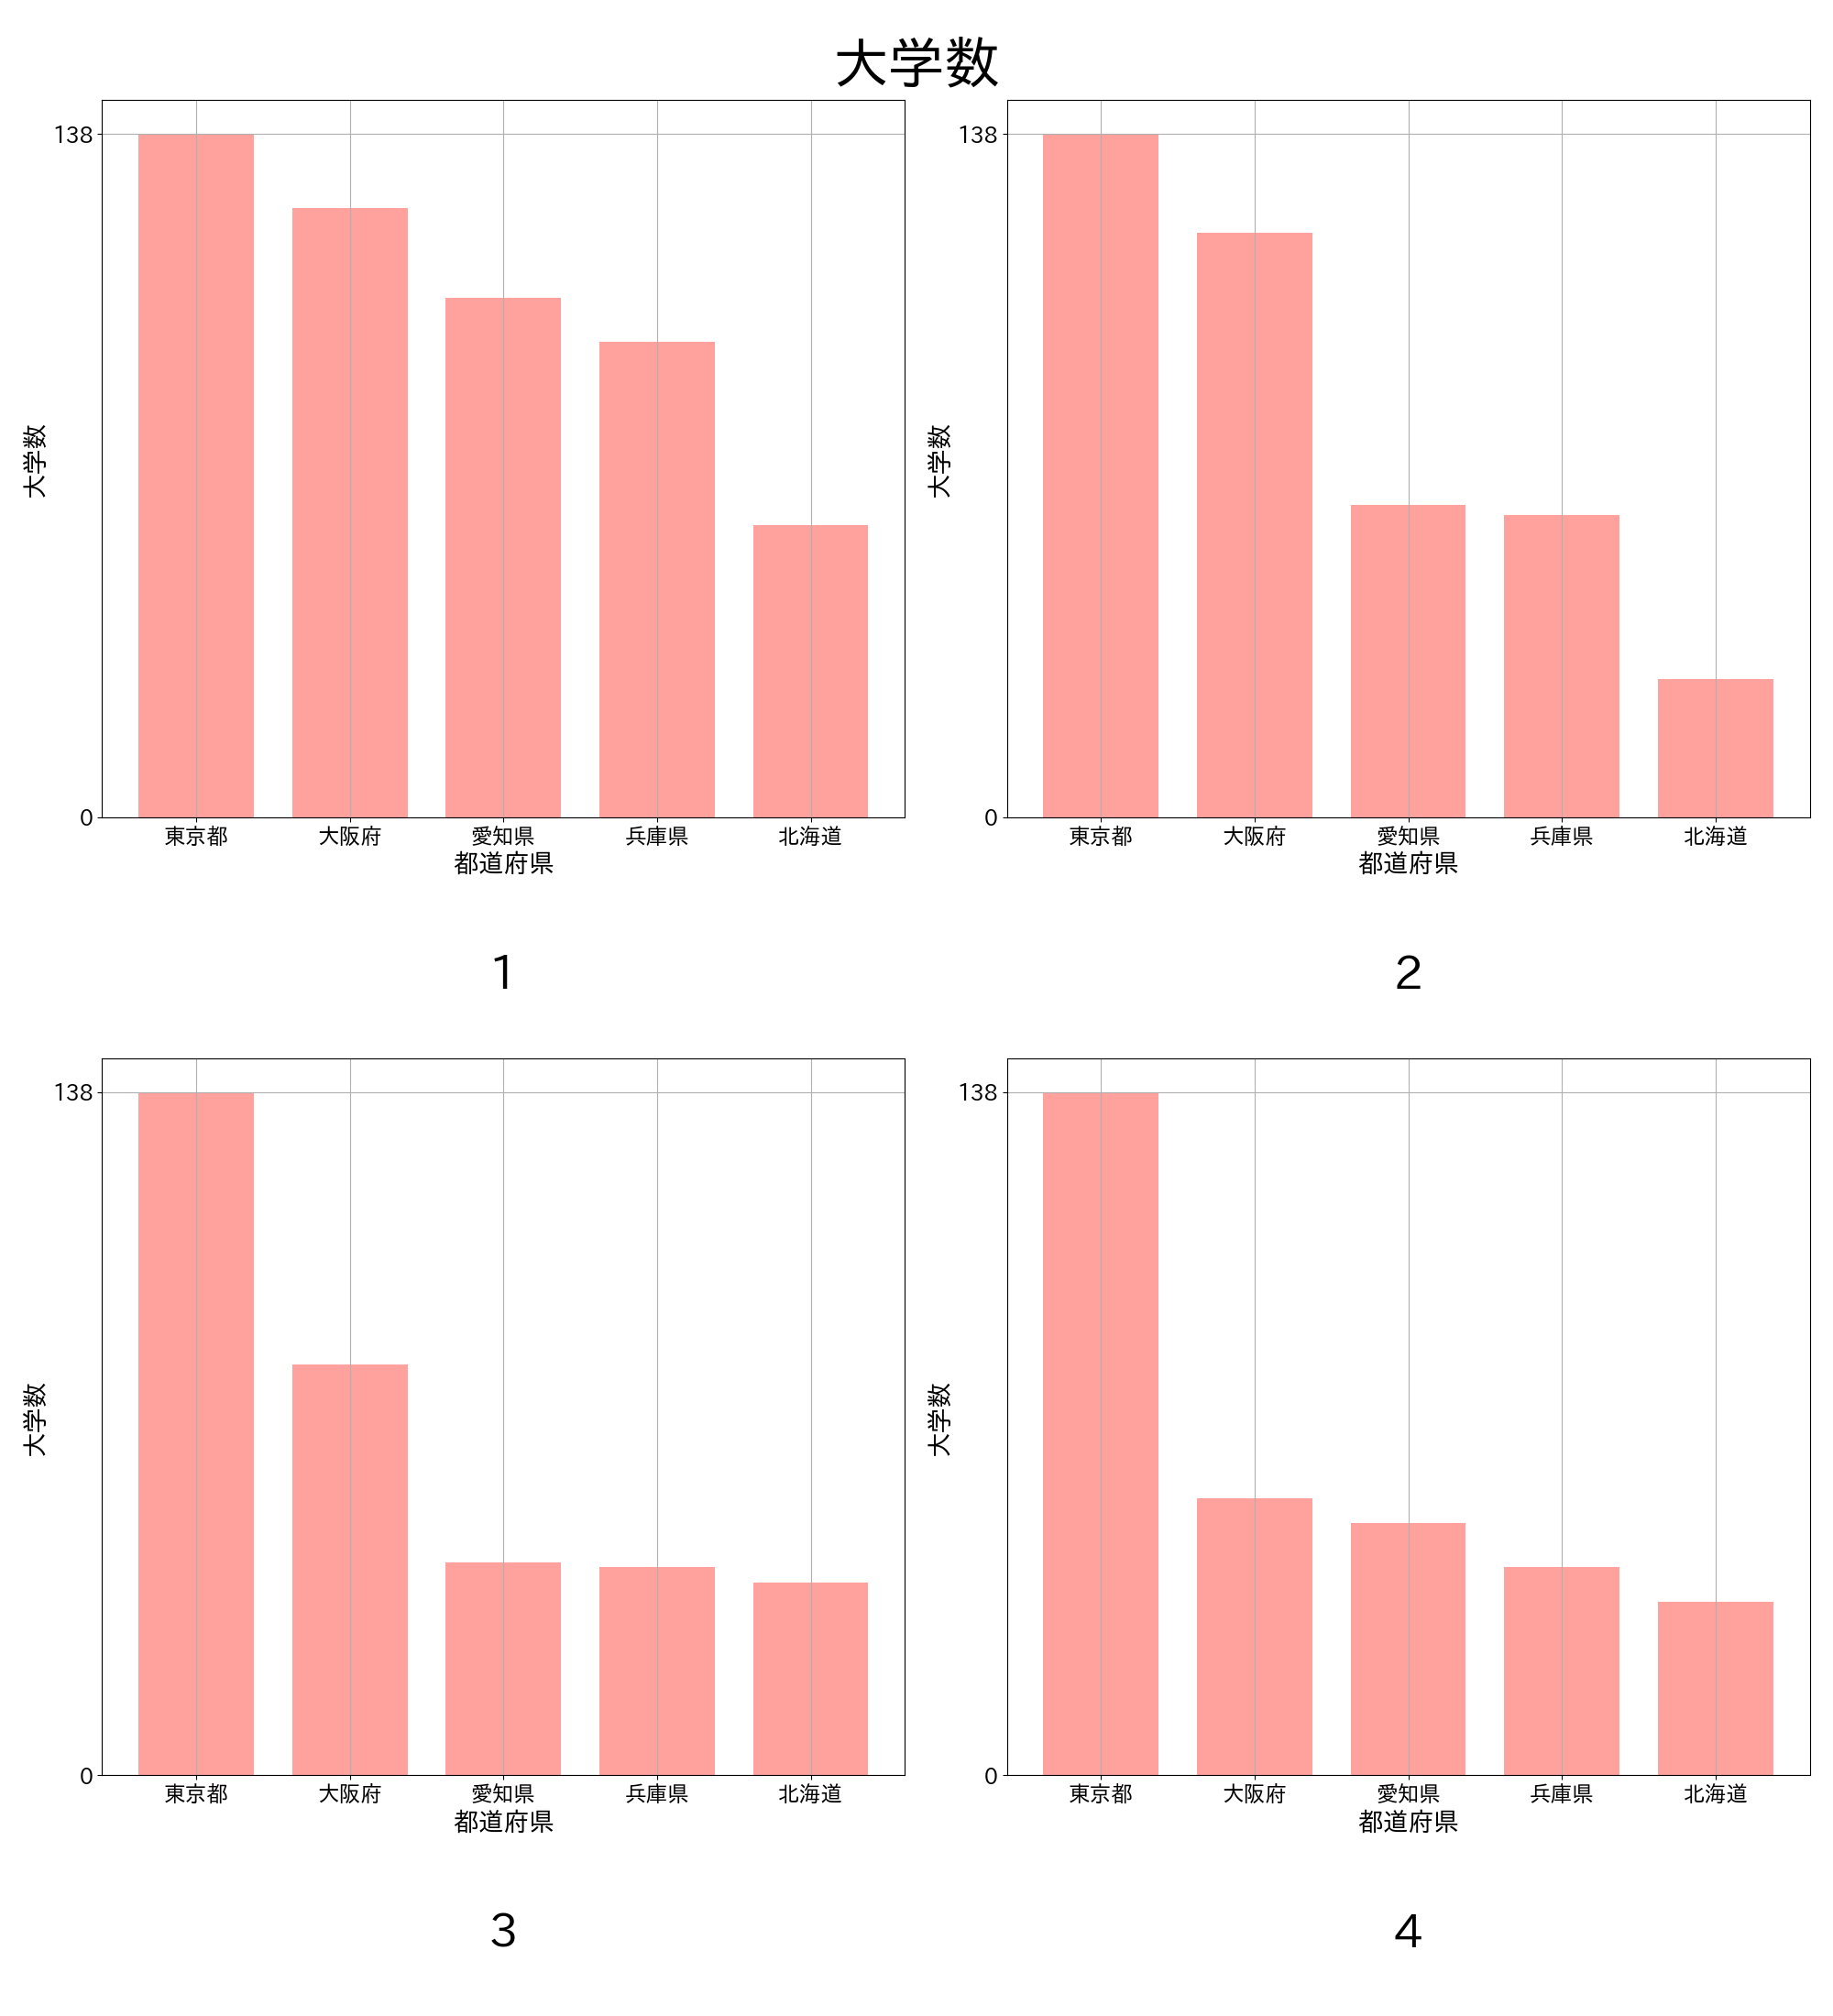 大学数
138
0
大学数
東京都 大阪府 愛知県 兵庫県 北海道
都道府県
1
138
0
大学数
東京都 大阪府 愛知県 兵庫県 北海道
都道府県
2
138
0
大学数
東京都 大阪府 愛知県 兵庫県 北海道
都道府県
3
138
0
大学数
東京都 大阪府 愛知県 兵庫県 北海道
都道府県
4